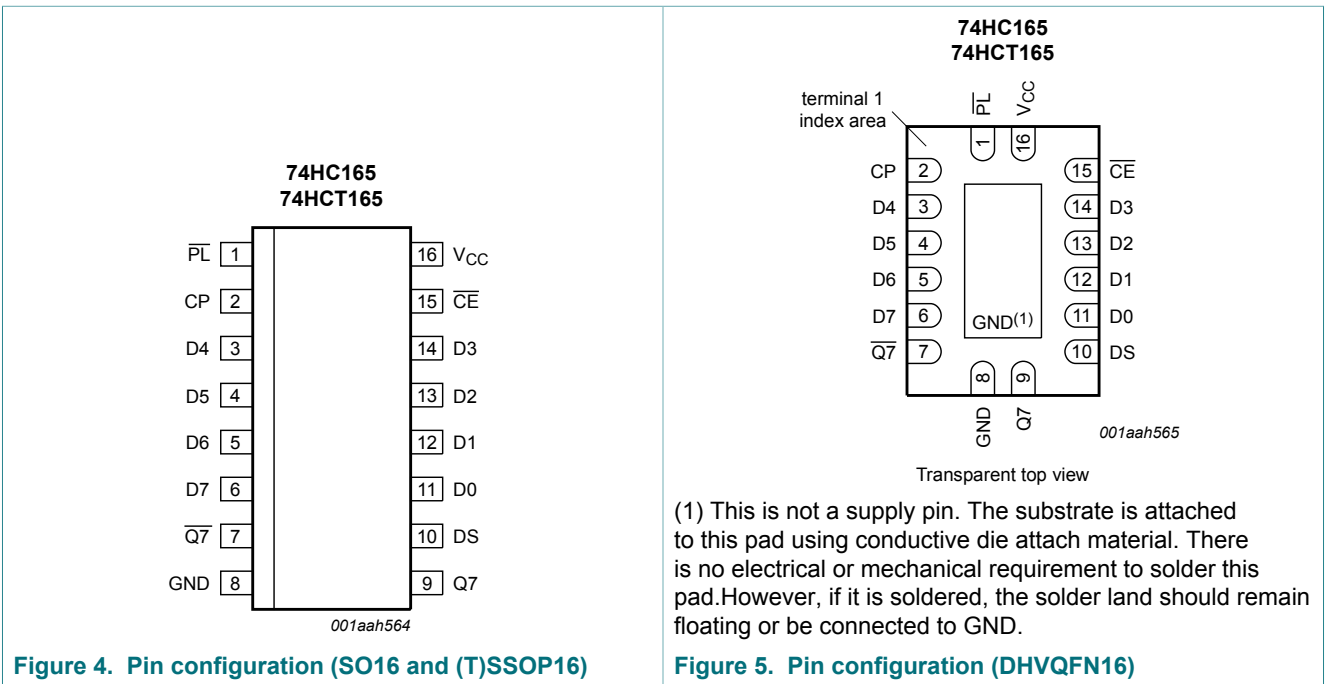 74HC165
74HCT165
P̅L̅ 1
16 VCC
CP 2
15 C̅E̅
D4 3
14 D3
D5 4
13 D2
D6 5
12 D1
D7 6
11 D0
Q̅7̅ 7
10 DS
GND 8
9 Q7
001aah564
Figure 4. Pin configuration (SO16 and (T)SSOP16)
74HC165
74HCT165
terminal 1
index area
P̅L̅ VCC
1 16
CP 2
15 C̅E̅
D4 3
14 D3
D5 4
13 D2
D6 5
12 D1
D7 6
11 D0
GND(1)
Q̅7̅ 7
10 DS
8 9
GND Q7
001aah565
Transparent top view
(1) This is not a supply pin. The substrate is attached
to this pad using conductive die attach material. There
is no electrical or mechanical requirement to solder this
pad.However, if it is soldered, the solder land should remain
floating or be connected to GND.
Figure 5. Pin configuration (DHVQFN16)